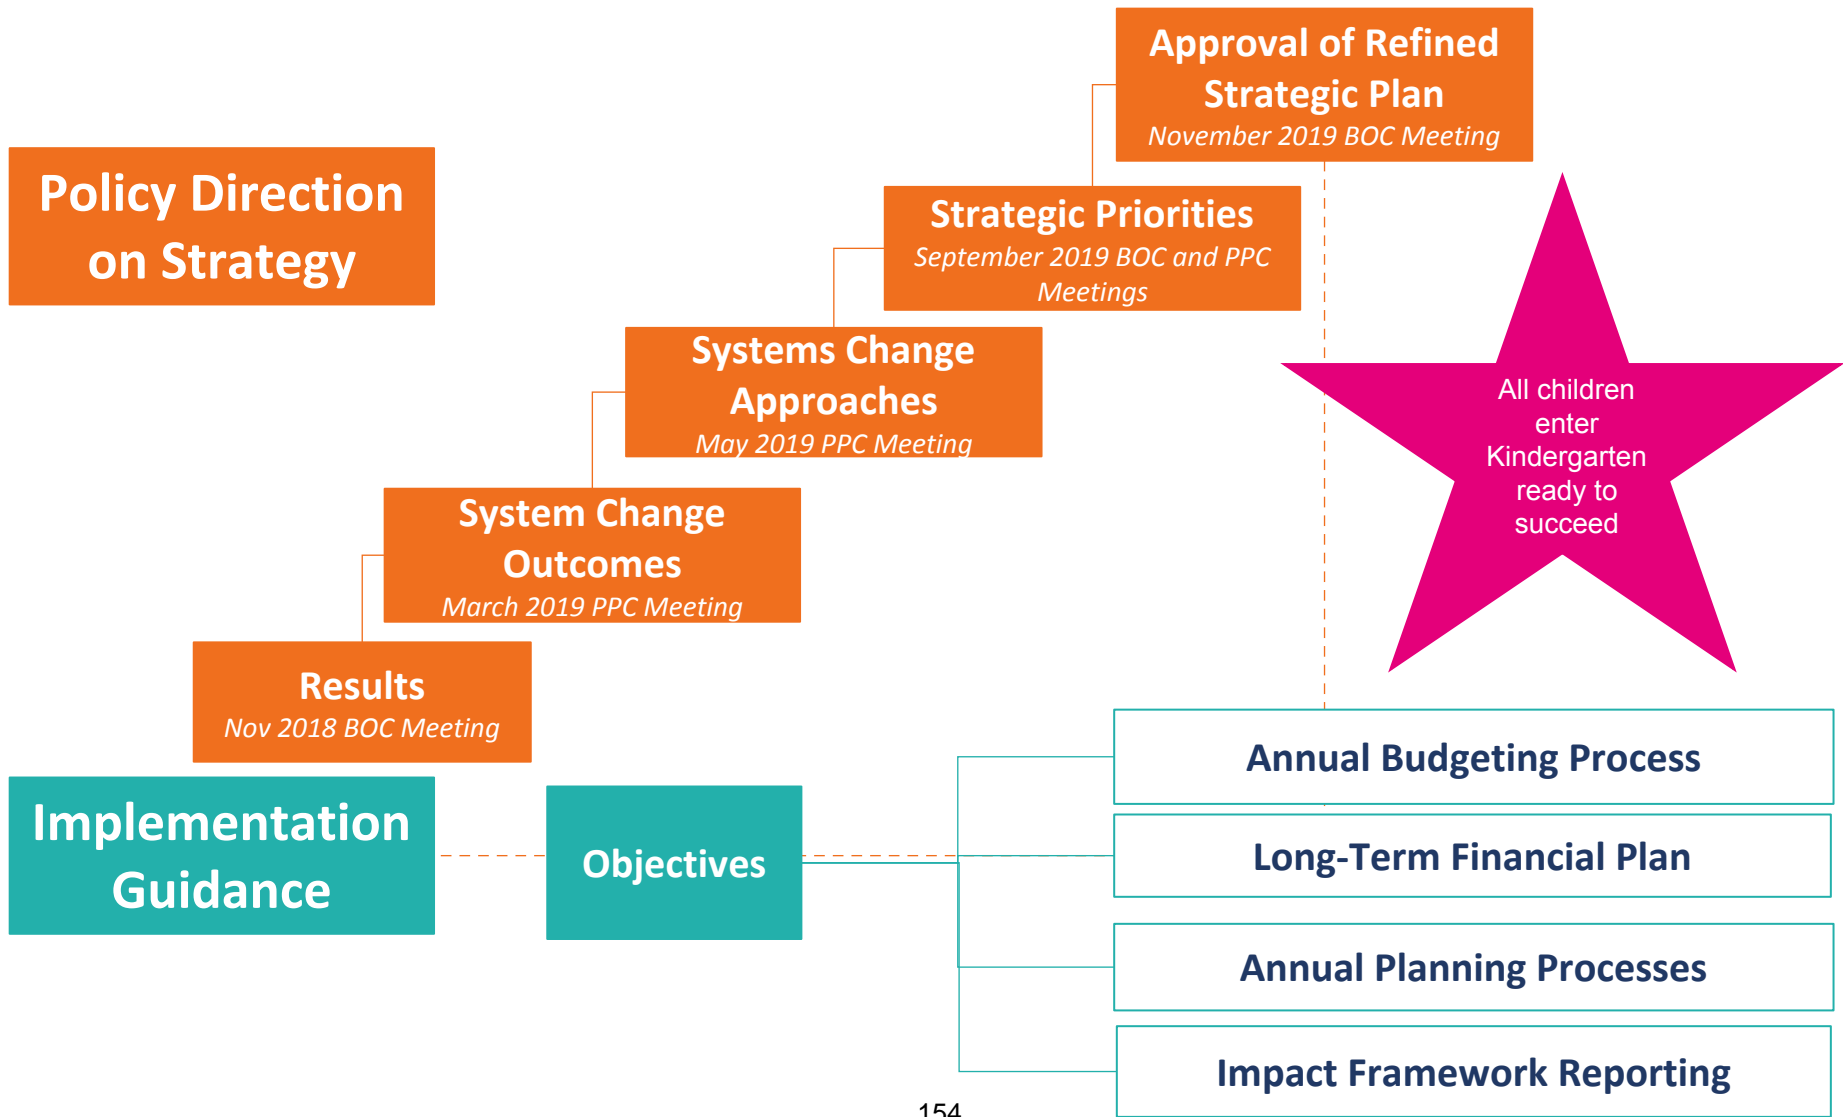 Approval of Refined
Strategic Plan
November 2019 BOC Meeting
Policy Direction
on Strategy
Strategic Priorities
September 2019 BOC and PPC
Meetings
Systems Change
Approaches
May 2019 PPC Meeting
All children
enter
Kindergarten
ready to
succeed
System Change
Outcomes
March 2019 PPC Meeting
Results
Nov 2018 BOC Meeting
Implementation
Guidance
Objectives
Annual Budgeting Process
Long-Term Financial Plan
Annual Planning Processes
Impact Framework Reporting
154